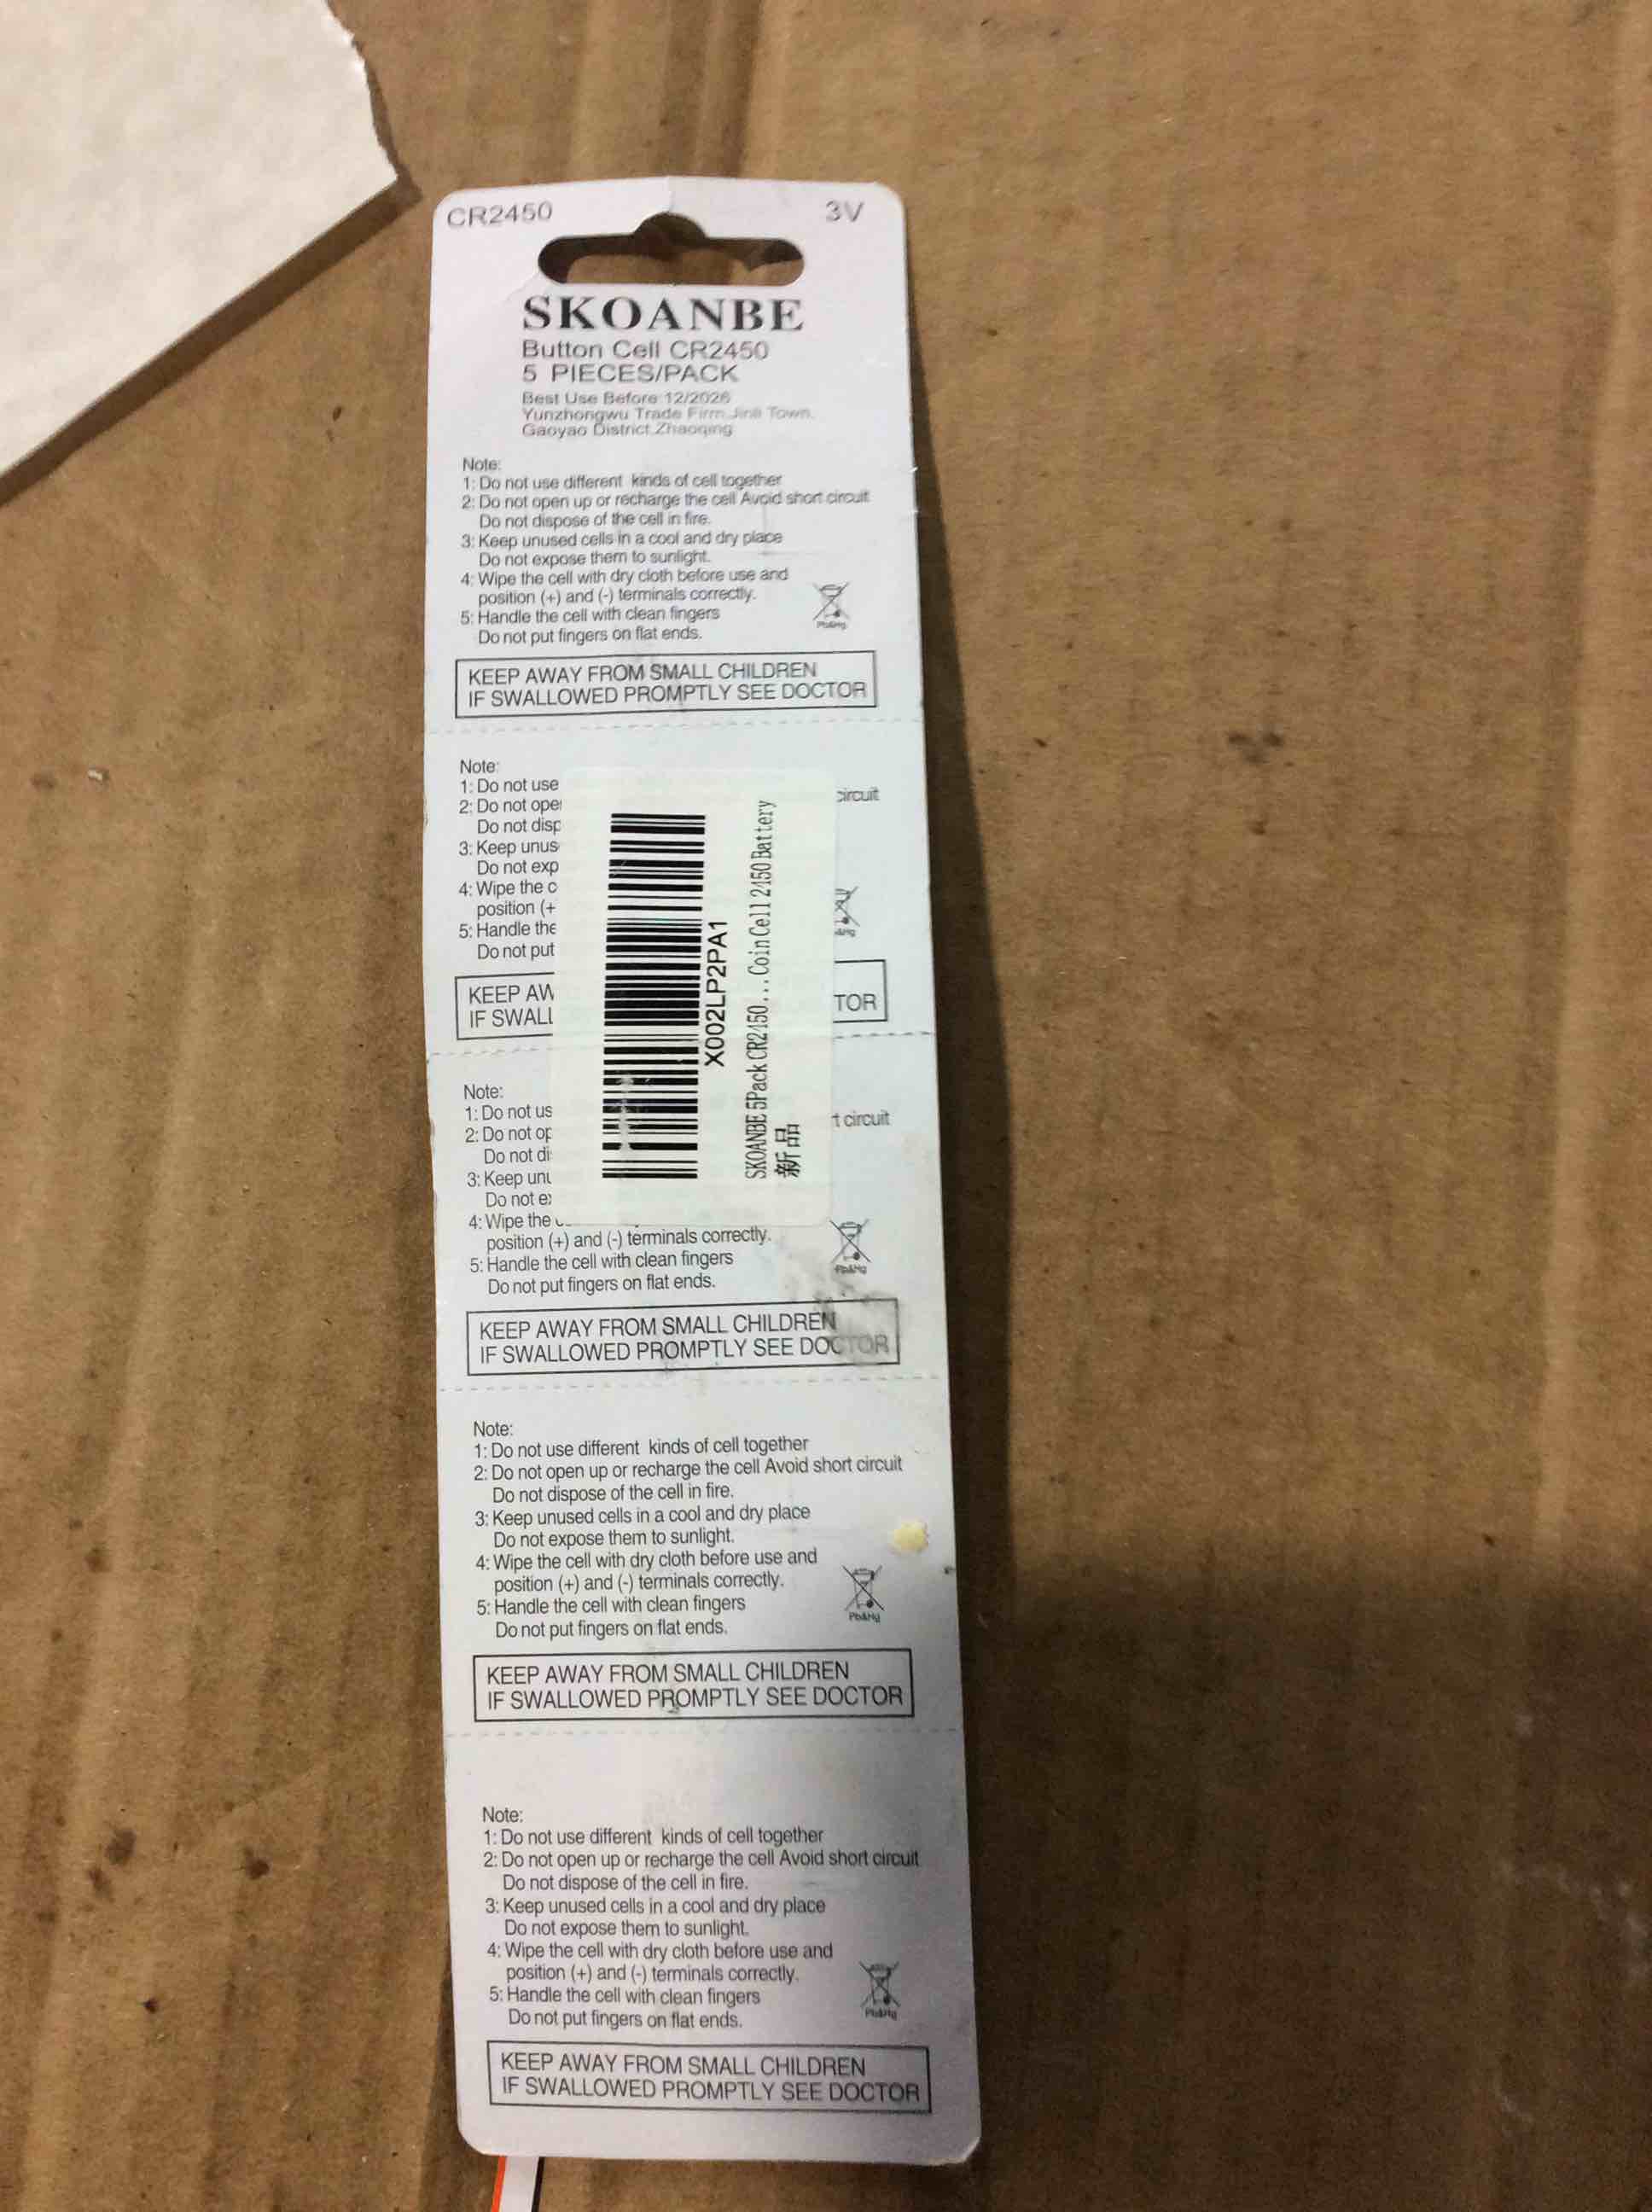 CR2450
3V
SKOANBE
Button Cell CR2450
5 PIECES/PACK
Best Use Before:12/2026
Yunzhongwu Trade Firm Jinli Town,
Gaoyao District Zhaoqing
Note:
1: Do not use different kinds of cell together
2: Do not open up or recharge the cell Avoid short circuit
Do not dispose of the cell in fire.
3: Keep unused cells in a cool and dry place
Do not expose them to sunlight.
4: Wipe the cell with dry cloth before use and
position (+) and (-) terminals correctly.
5: Handle the cell with clean fingers
Do not put fingers on flat ends.
Pb&Hg
KEEP AWAY FROM SMALL CHILDREN
IF SWALLOWED PROMPTLY SEE DOCTOR
Note:
1: Do not use
2: Do not ope
circuit
Do not disp
3: Keep unus
Do not exp
4: Wipe the c
position (+
5: Handle the
Do not put
&Hg
KEEP AW
IF SWALL
TOR
X002LP2PA1
SKOANBE 5Pack CR2450...Coin Cell 2450 Battery
新品
Note:
1: Do not us
2: Do not op
t circuit
Do not di
3: Keep unu
Do not ex
4: Wipe the
position (+) and (-) terminals correctly.
5: Handle the cell with clean fingers
Do not put fingers on flat ends.
Pb&Hg
KEEP AWAY FROM SMALL CHILDREN
IF SWALLOWED PROMPTLY SEE DOCTOR
Note:
1: Do not use different kinds of cell together
2: Do not open up or recharge the cell Avoid short circuit
Do not dispose of the cell in fire.
3: Keep unused cells in a cool and dry place
Do not expose them to sunlight.
4: Wipe the cell with dry cloth before use and
position (+) and (-) terminals correctly.
5: Handle the cell with clean fingers
Do not put fingers on flat ends.
Pb&Hg
KEEP AWAY FROM SMALL CHILDREN
IF SWALLOWED PROMPTLY SEE DOCTOR
Note:
1: Do not use different kinds of cell together
2: Do not open up or recharge the cell Avoid short circuit
Do not dispose of the cell in fire.
3: Keep unused cells in a cool and dry place
Do not expose them to sunlight.
4: Wipe the cell with dry cloth before use and
position (+) and (-) terminals correctly.
5: Handle the cell with clean fingers
Do not put fingers on flat ends.
Pb&Hg
KEEP AWAY FROM SMALL CHILDREN
IF SWALLOWED PROMPTLY SEE DOCTOR